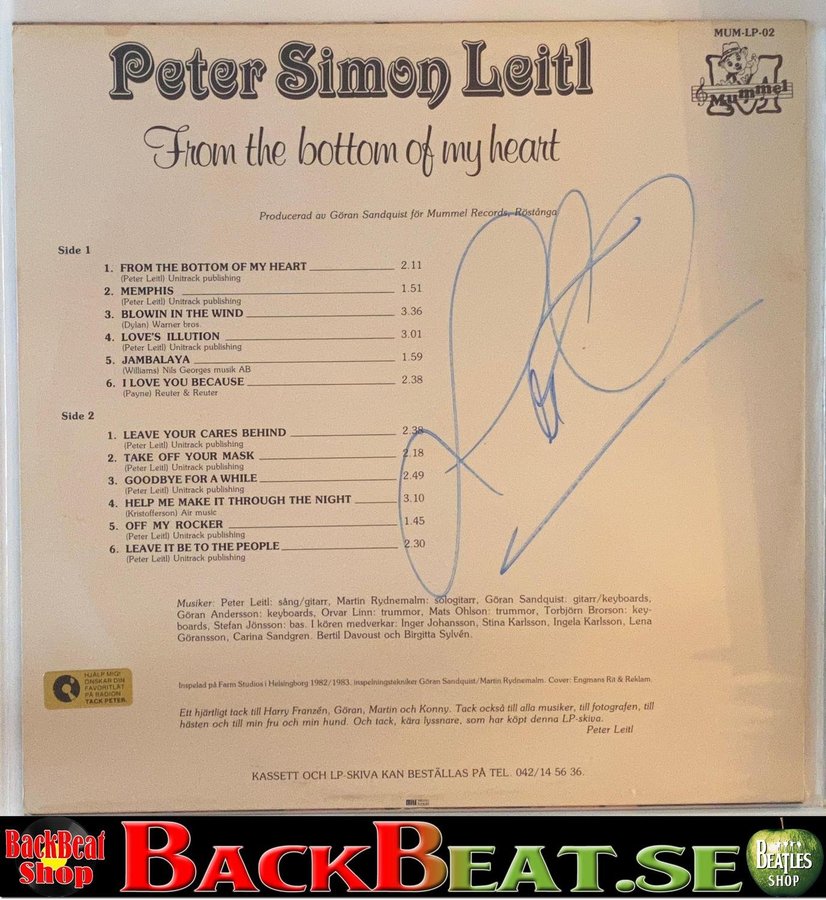 MUM-LP-02
Peter Simon Leitl
Mummel
From the bottom of my heart
Producerad av Göran Sandquist för Mummel Records, Röstånga
Side 1
1. FROM THE BOTTOM OF MY HEART 2.11
(Peter Leitl) Unitrack publishing
2. MEMPHIS 1.51
(Peter Leitl) Unitrack publishing
3. BLOWIN IN THE WIND 3.36
(Dylan) Warner bros.
4. LOVE'S ILLUTION 3.01
(Peter Leitl) Unitrack publishing
5. JAMBALAYA 1.59
(Williams) Nils Georges musik AB
6. I LOVE YOU BECAUSE 2.38
(Payne) Reuter & Reuter
Side 2
1. LEAVE YOUR CARES BEHIND 2.38
(Peter Leitl) Unitrack publishing
2. TAKE OFF YOUR MASK 2.18
(Peter Leitl) Unitrack publishing
3. GOODBYE FOR A WHILE 2.49
(Peter Leitl) Unitrack publishing
4. HELP ME MAKE IT THROUGH THE NIGHT 3.10
(Kristofferson) Air music
5. OFF MY ROCKER 1.45
(Peter Leitl) Unitrack publishing
6. LEAVE IT BE TO THE PEOPLE 2.30
(Peter Leitl) Unitrack publishing
Musiker: Peter Leitl: sång/gitarr, Martin Rydnemalm: sologitarr, Göran Sandquist: gitarr/keyboards,
Göran Andersson: keyboards, Orvar Linn: trummor, Mats Ohlson: trummor, Torbjörn Brorson: key-
boards, Stefan Jönsson: bas. I kören medverkar: Inger Johansson, Stina Karlsson, Ingela Karlsson, Lena
Göransson, Carina Sandgren. Bertil Davoust och Birgitta Sylvén.
HJÄLP MIG!
ÖNSKAR DIN
FAVORITLÅT
PÅ RADION
TACK PETER.
Inspelad på Farm Studios i Helsingborg 1982/1983. inspelningstekniker Göran Sandquist/Martin Rydnemalm. Cover: Engmans Rit & Reklam.
Ett hjärtligt tack till Harry Franzén, Göran, Martin och Konny. Tack också till alla musiker, till fotografen, till
hästen och till min fru och min hund. Och tack, kära lyssnare, som har köpt denna LP-skiva.
Peter Leitl
KASSETT OCH LP-SKIVA KAN BESTÄLLAS PÅ TEL. 042/14 56 36.
BackBeat
Shop
BACKBEAT.SE
BEATLES
SHOP